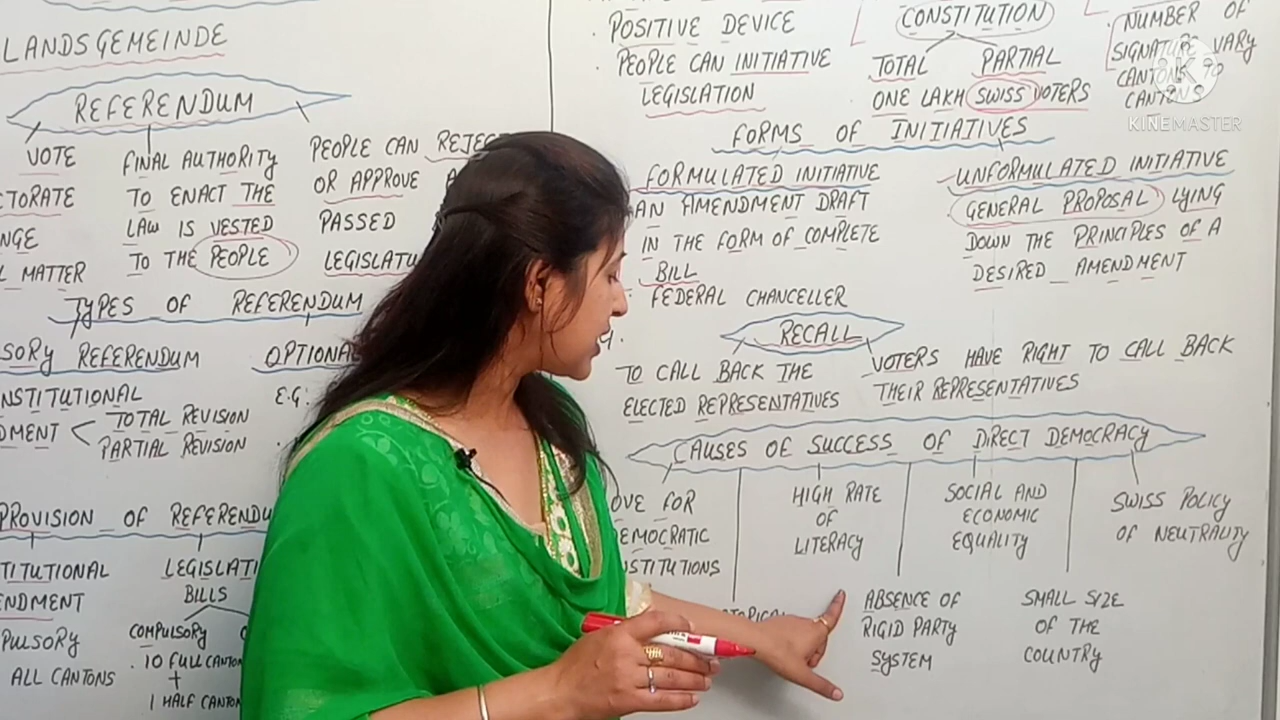 LANDSGEMEINDE
REFERENDUM
VOTE
CTORATE
NGE
L MATTER
FINAL AUTHORITY
TO ENACT THE
LAW IS VESTED
TO THE PEOPLE
PEOPLE CAN REJEC
OR APPROVE A
PASSED
LEGISLATU
TYPES OF REFERENDUM
SORY REFERENDUM
NSTITUTIONAL
DMENT < TOTAL REVISION
PARTIAL REVISION
OPTIONAL
E.G:
PROVISION OF REFERENDU
TITUTIONAL
ENDMENT
PULSORY
ALL CANTONS
LEGISLATI
BILLS
COMPULSORY
. 10 FULL CANTON
+
1 HALF CANTON
. POSITIVE DEVICE
. PEOPLE CAN INITIATIVE
LEGISLATION
CONSTITUTION
TOTAL PARTIAL
ONE LAKH SWISS VOTERS
. NUMBER OF
SIGNATURE VARY
CANTONS TO
CANTONS
KINEMASTER
FORMS OF INITIATIVES
FORMULATED INITIATIVE
AN AMENDMENT DRAFT
IN THE FORM OF COMPLETE
BILL
. FEDERAL CHANCELLER
UNFORMULATED INITIATIVE
GENERAL PROPOSAL LYING
DOWN THE PRINCIPLES OF A
DESIRED AMENDMENT
4. RECALL
TO CALL BACK THE
ELECTED REPRESENTATIVES
VOTERS HAVE RIGHT TO CALL BACK
THEIR REPRESENTATIVES
CAUSES OF SUCCESS OF DIRECT DEMOCRACY
OVE FOR
EMOCRATIC
NSTITUTIONS
HIGH RATE
OF
LITERACY
SOCIAL AND
ECONOMIC
EQUALITY
SWISS POLICY
OF NEUTRALITY
ABSENCE OF
RIGID PARTY
SYSTEM
SMALL SIZE
OF THE
COUNTRY